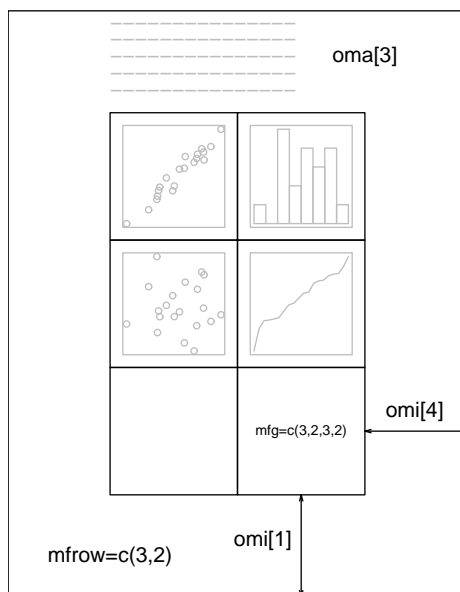 oma[3]
omi[4]
mfg=c(3,2,3,2)
omi[1]
mfrow=c(3,2)